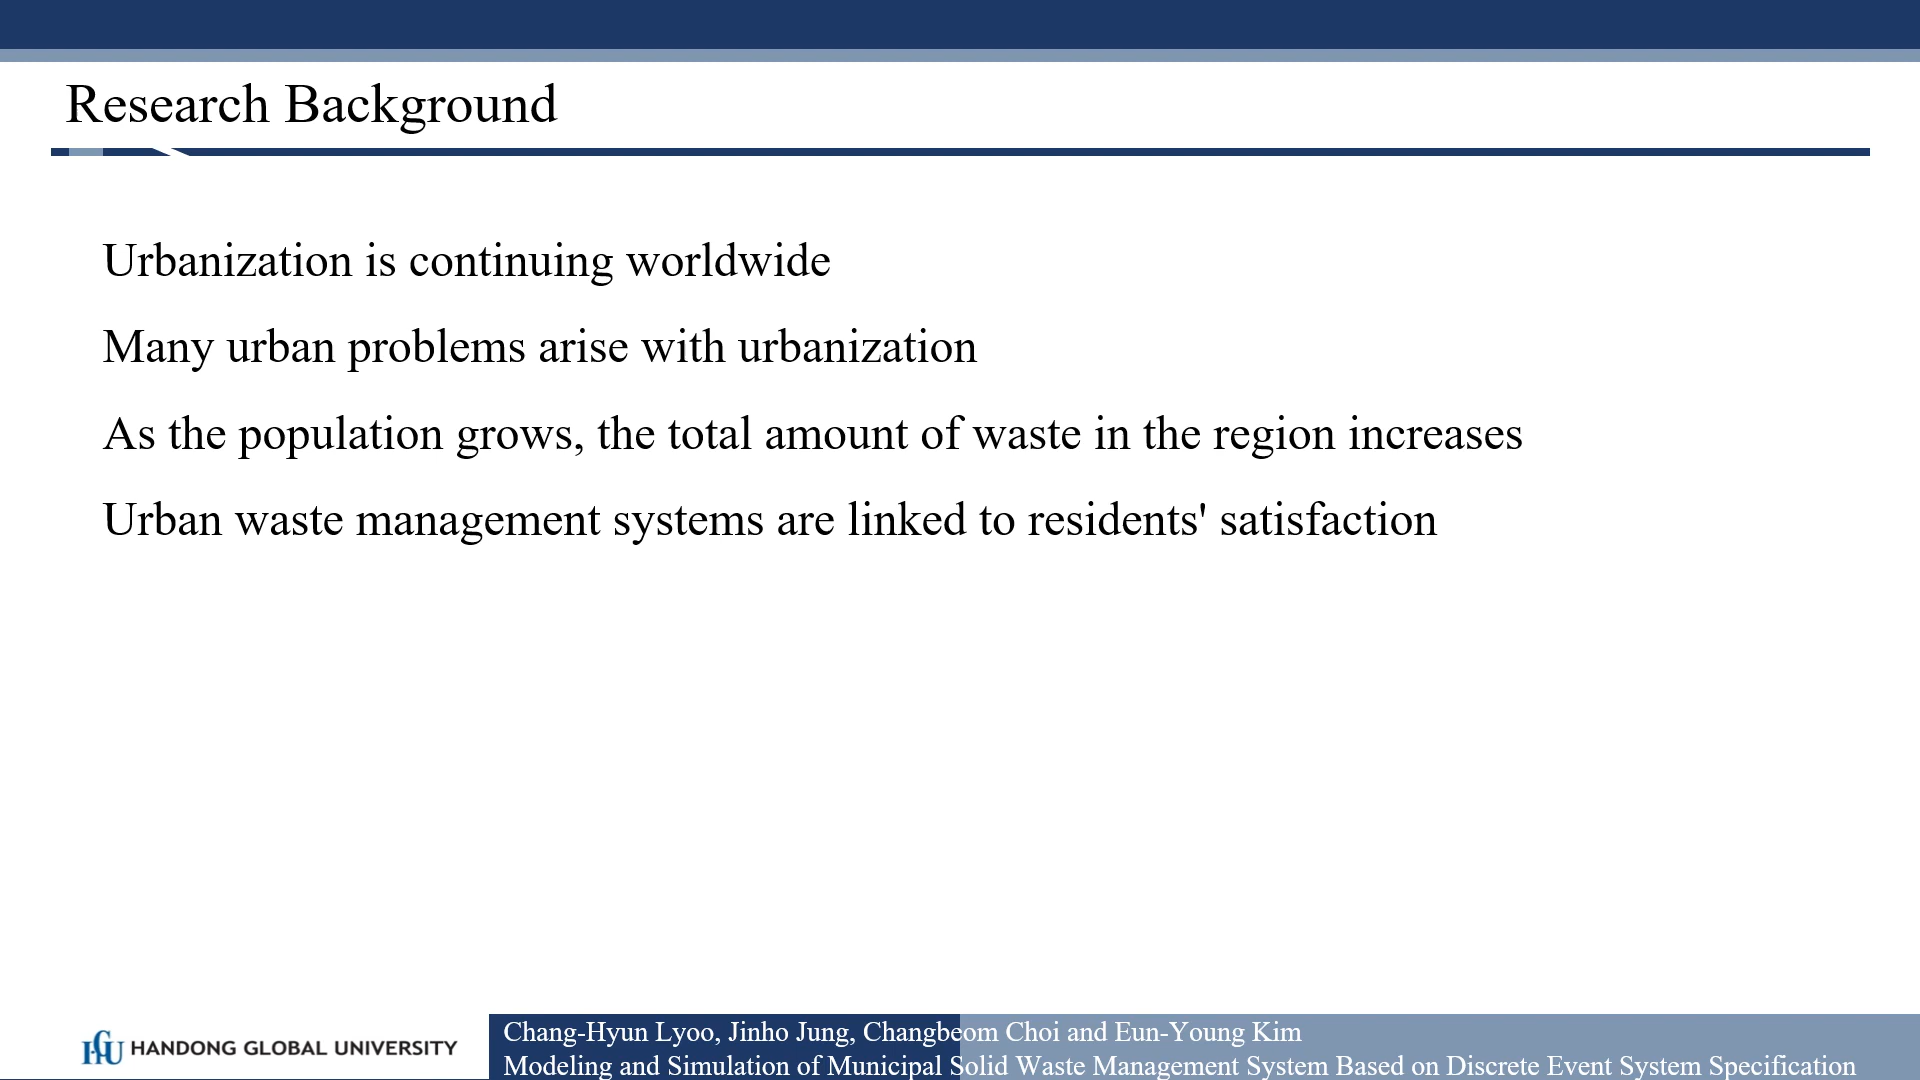 Research Background
Urbanization is continuing worldwide
Many urban problems arise with urbanization
As the population grows, the total amount of waste in the region increases
Urban waste management systems are linked to residents' satisfaction
HGU HANDONG GLOBAL UNIVERSITY
Chang-Hyun Lyoo, Jinho Jung, Changbeom Choi and Eun-Young Kim
Modeling and Simulation of Municipal Solid Waste Management System Based on Discrete Event System Specification